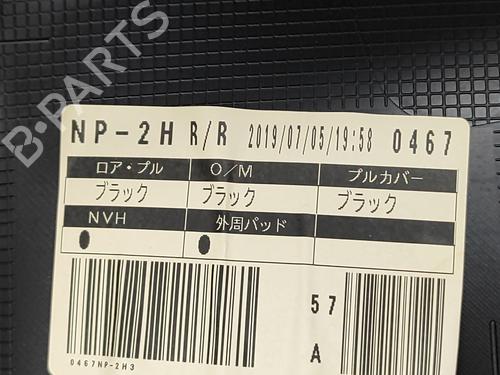 B-PARTS
NP-2H R/R 2019/07/05/19:58 0467
ロア・プル O/M プルカバー
ブラック ブラック ブラック
NVH 外周パッド
● ●
57
A
0467NP-2H3